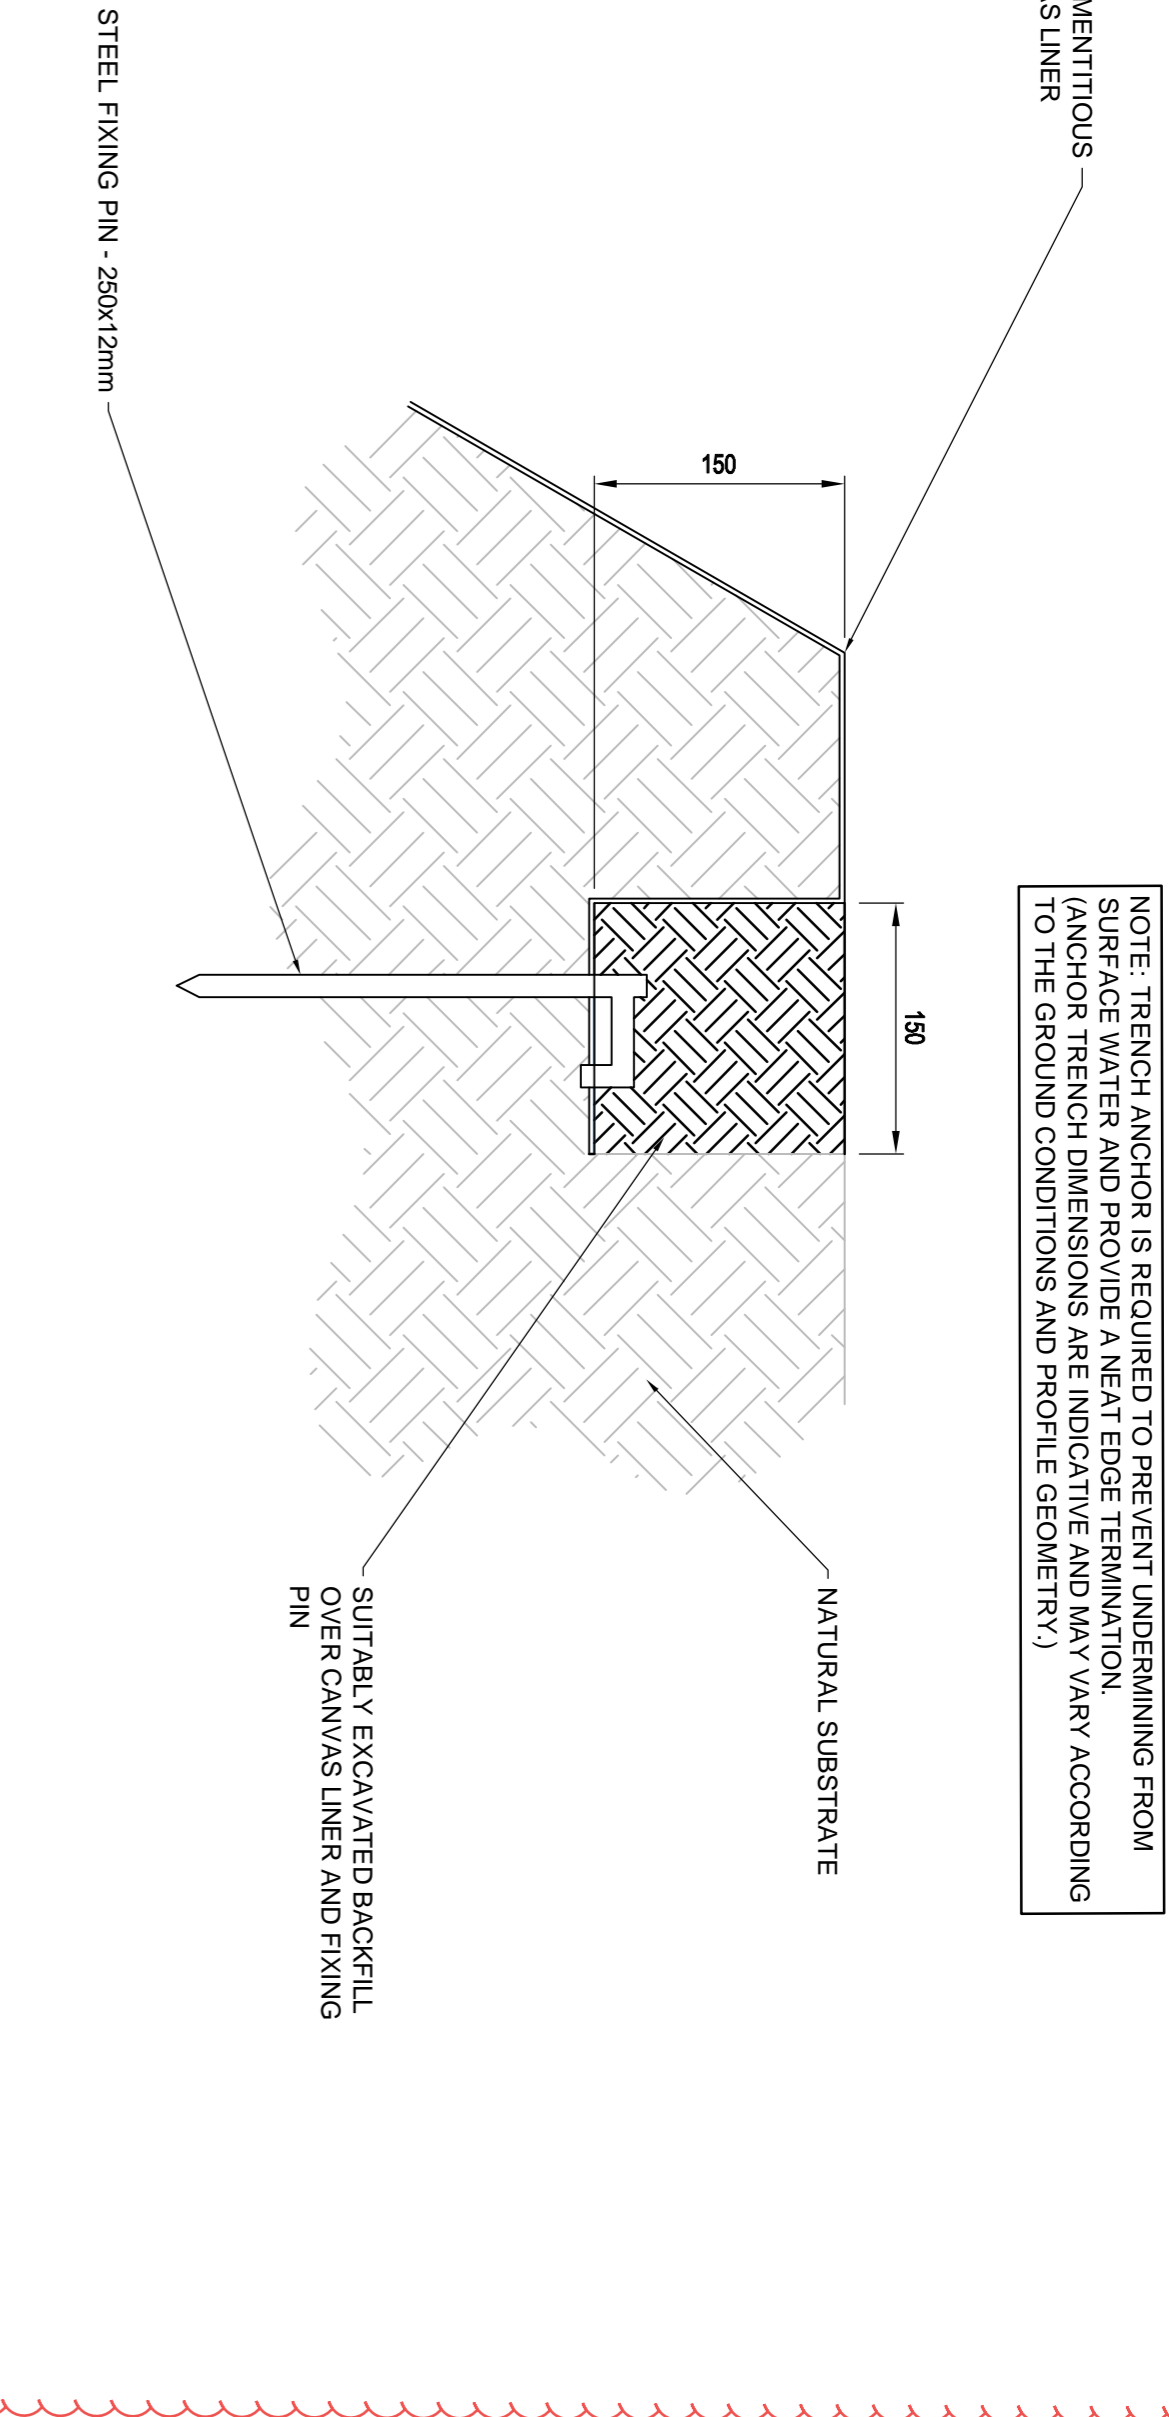 MENTITIOUS
AS LINER
NOTE: TRENCH ANCHOR IS REQUIRED TO PREVENT UNDERMINING FROM
SURFACE WATER AND PROVIDE A NEAT EDGE TERMINATION.
(ANCHOR TRENCH DIMENSIONS ARE INDICATIVE AND MAY VARY ACCORDING
TO THE GROUND CONDITIONS AND PROFILE GEOMETRY.)
150
150
NATURAL SUBSTRATE
SUITABLY EXCAVATED BACKFILL
OVER CANVAS LINER AND FIXING
PIN
STEEL FIXING PIN - 250x12mm